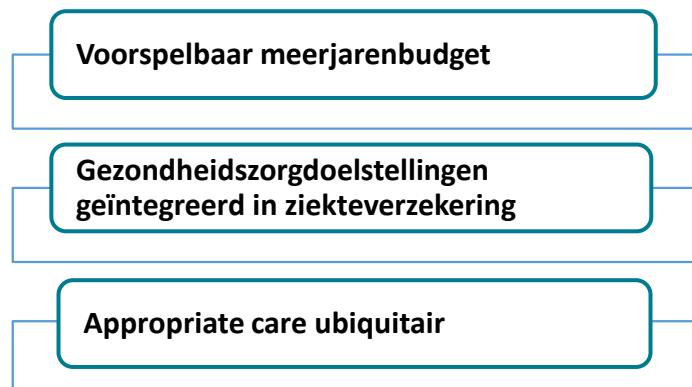 Voorspelbaar meerjarenbudget
Gezondheidszorgdoelstellingen
geïntegreerd in ziekteverzekering
Appropriate care ubiquitair